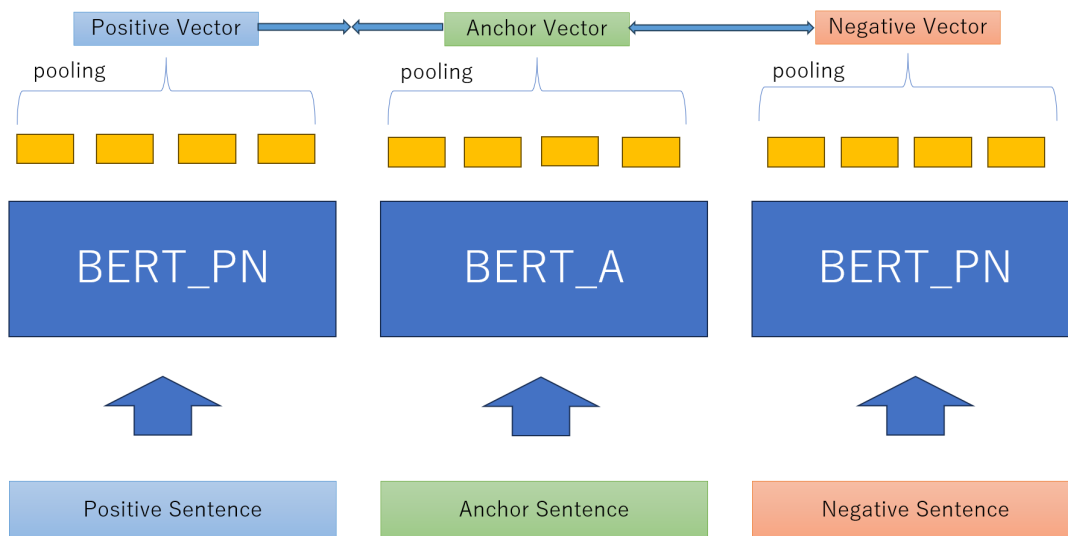 Positive Vector
Anchor Vector
Negative Vector
pooling
pooling
pooling
BERT_PN
BERT_A
BERT_PN
Positive Sentence
Anchor Sentence
Negative Sentence